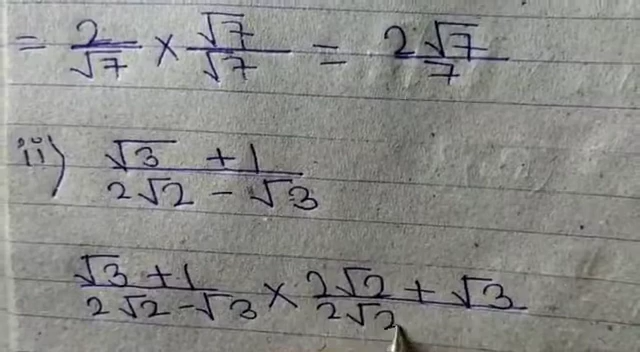 = 2/√7 × √7/√7 = 2√7/7
ii) √3 + 1 / 2√2 - √3
√3 + 1 / 2√2 - √3 × 2√2 + √3 / 2√2